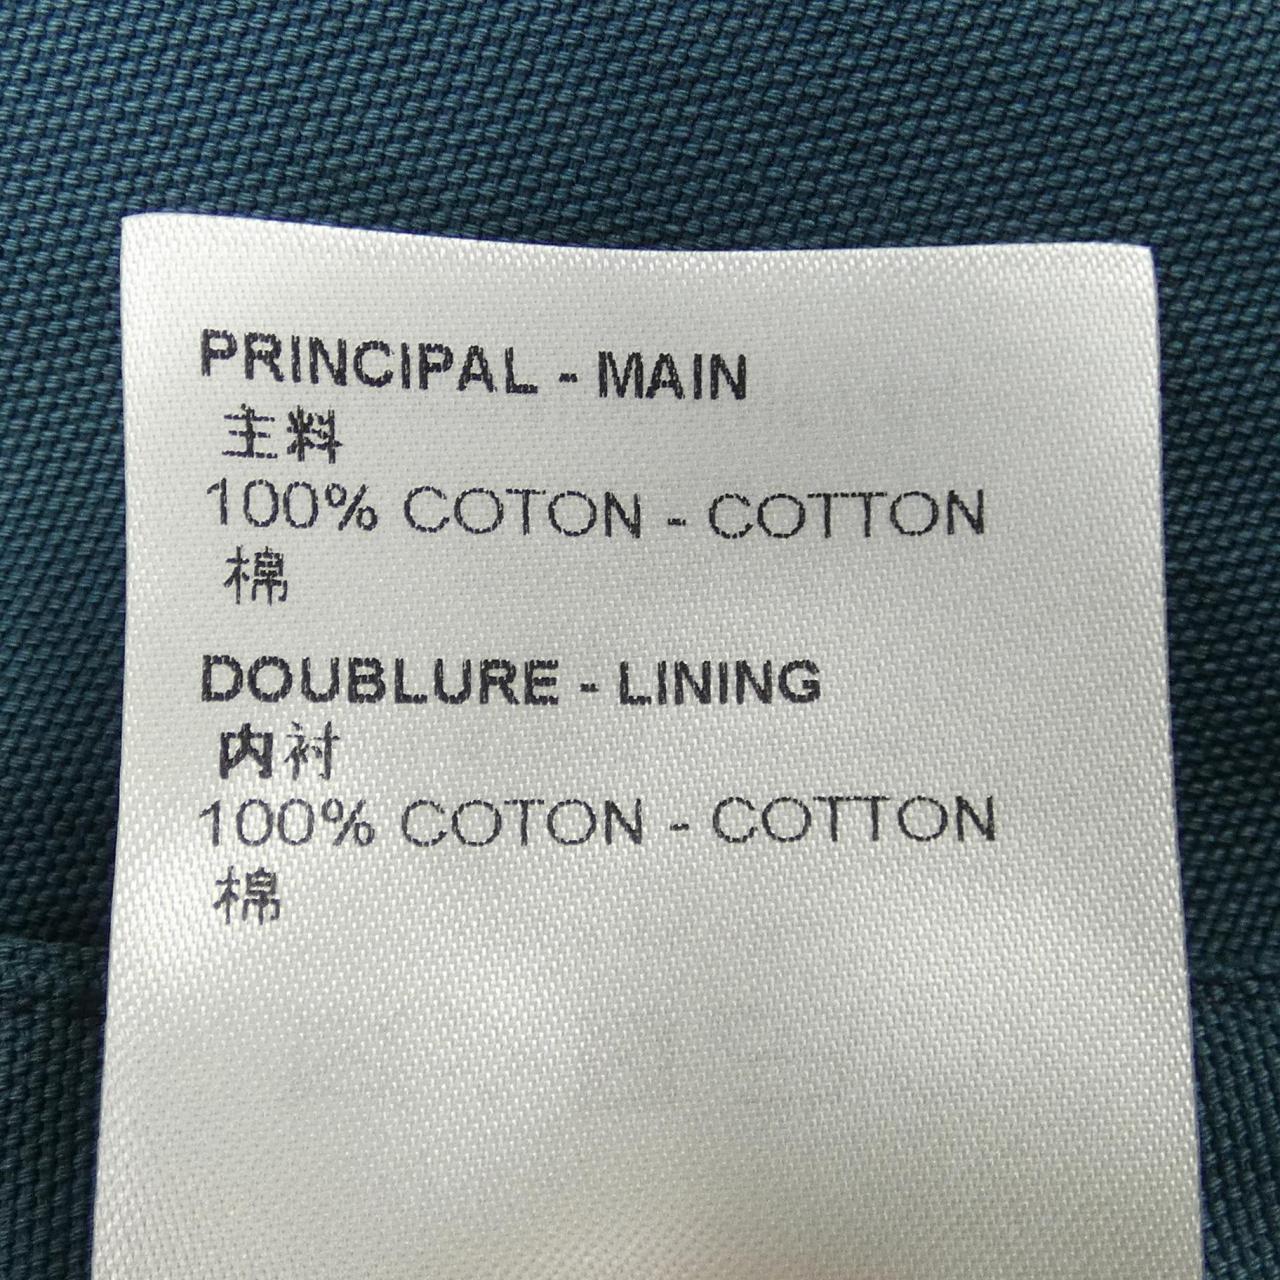 PRINCIPAL - MAIN
主料
100% COTON - COTTON
棉
DOUBLURE - LINING
内衬
100% COTON - COTTON
棉